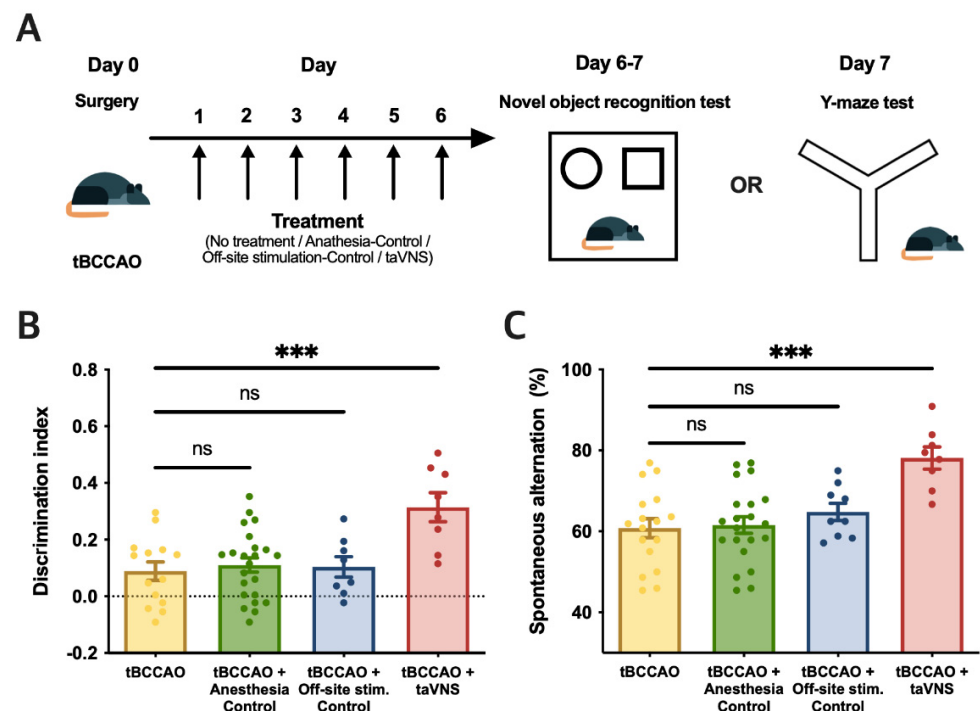 A
Day 0
Day
Day 6-7
Day 7
Surgery
Novel object recognition test
Y-maze test
1 2 3 4 5 6
OR
Treatment
(No treatment / Anathesia-Control /
Off-site stimulation-Control / taVNS)
tBCCAO
B
Discrimination index
0.8
0.6
0.4
0.2
0.0
-0.2
***
ns
ns
tBCCAO
tBCCAO +
Anesthesia
Control
tBCCAO +
Off-site stim.
Control
tBCCAO +
taVNS
C
Spontaneous alternation (%)
100
80
60
40
***
ns
ns
tBCCAO
tBCCAO +
Anesthesia
Control
tBCCAO +
Off-site stim.
Control
tBCCAO +
taVNS